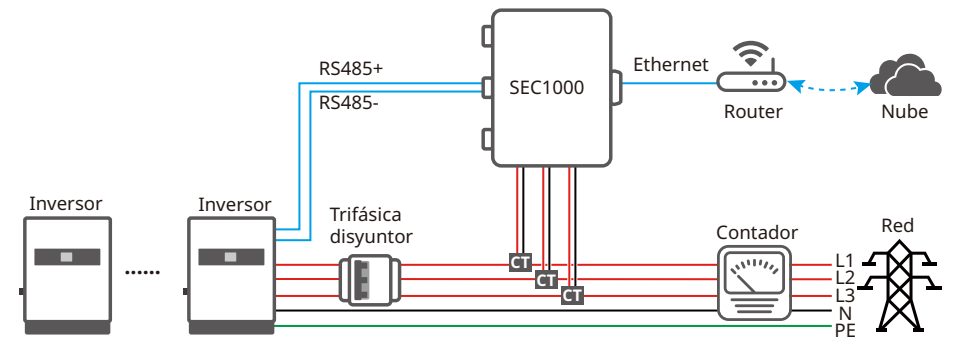 RS485+
RS485-
SEC1000
Ethernet
Router
Nube
Inversor
Inversor
Trifásica
disyuntor
CT
CT
CT
Contador
Red
L1
L2
L3
N
PE